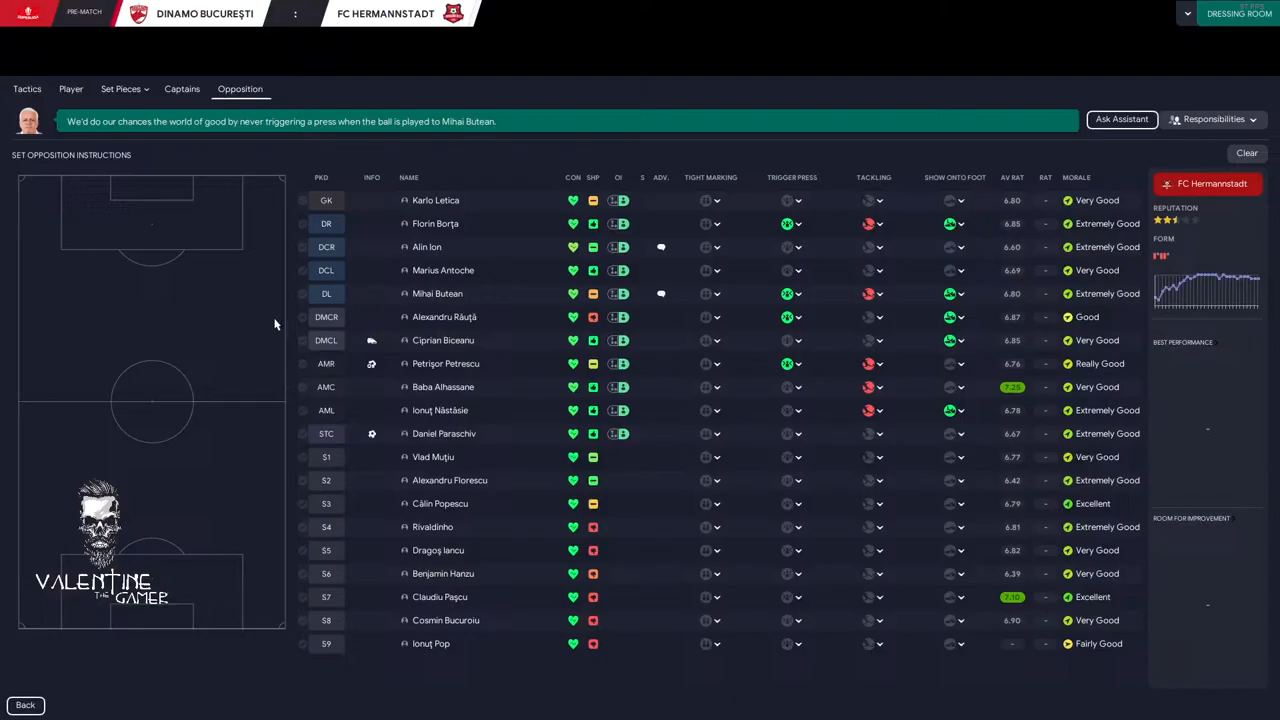 PRE-MATCH DINAMO BUCUREȘTI : FC HERMANNSTADT DRESSING ROOM
Tactics Player Set Pieces Captains Opposition
We'd do our chances the world of good by never triggering a press when the ball is played to Mihai Butean. Ask Assistant Responsibilities
SET OPPOSITION INSTRUCTIONS Clear
PKD INFO NAME CON SHP OI S ADV. TIGHT MARKING TRIGGER PRESS TACKLING SHOW ONTO FOOT AV RAT RAT MORALE
GK Karlo Letica 6.80 - Very Good
DR Florin Borța 6.85 - Extremely Good
DCR Alin Ion 6.60 - Extremely Good
DCL Marius Antoche 6.69 - Very Good
DL Mihai Butean 6.80 - Extremely Good
DMCR Alexandru Răuță 6.87 - Good
DMCL Ciprian Biceanu 6.85 - Very Good
AMR Petrișor Petrescu 6.76 - Really Good
AMC Baba Alhassane 7.25 - Very Good
AML Ionuț Năstăsie 6.78 - Extremely Good
STC Daniel Paraschiv 6.67 - Extremely Good
S1 Vlad Muțiu 6.77 - Very Good
S2 Alexandru Florescu 6.42 - Extremely Good
S3 Călin Popescu 6.79 - Excellent
S4 Rivaldinho 6.81 - Extremely Good
S5 Dragoș Iancu 6.82 - Very Good
S6 Benjamin Hanzu 6.39 - Very Good
S7 Claudiu Pașcu 7.10 - Excellent
S8 Cosmin Bucuroiu 6.90 - Very Good
S9 Ionuț Pop - - Fairly Good
FC Hermannstadt
REPUTATION
FORM
BEST PERFORMANCE
-
ROOM FOR IMPROVEMENT
-
VALENTINE
THE GAMER
Back